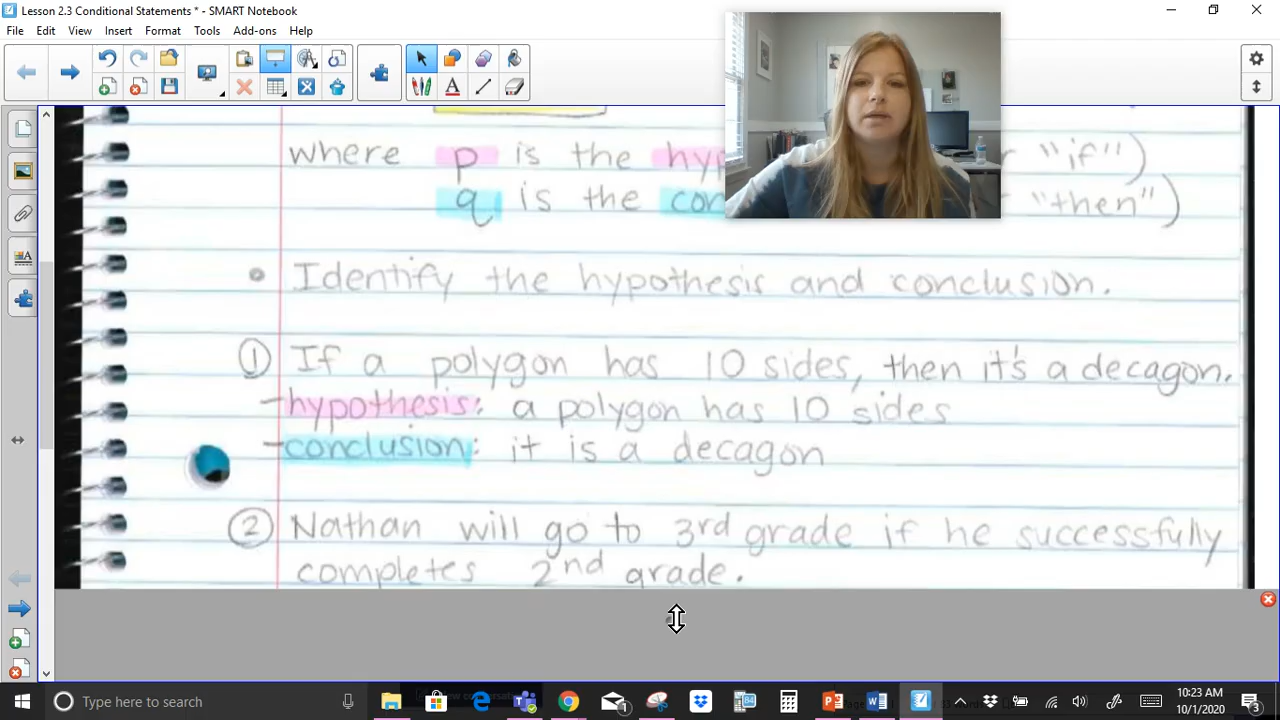 Lesson 2.3 Conditional Statements * - SMART Notebook
File Edit View Insert Format Tools Add-ons Help
where p is the hyp "if")
q is the con "then")
• Identify the hypothesis and conclusion.
① If a polygon has 10 sides, then it's a decagon.
-hypothesis: a polygon has 10 sides
-conclusion: it is a decagon
② Nathan will go to 3rd grade if he successfully
completes 2nd grade.
Type here to search
10:23 AM
10/1/2020